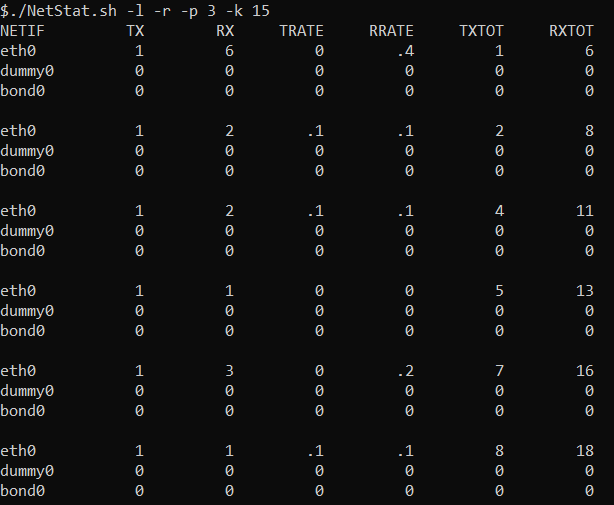 $./NetStat.sh -l -r -p 3 -k 15
NETIF TX RX TRATE RRATE TXTOT RXTOT
eth0 1 6 0 .4 1 6
dummy0 0 0 0 0 0 0
bond0 0 0 0 0 0 0
eth0 1 2 .1 .1 2 8
dummy0 0 0 0 0 0 0
bond0 0 0 0 0 0 0
eth0 1 2 .1 .1 4 11
dummy0 0 0 0 0 0 0
bond0 0 0 0 0 0 0
eth0 1 1 0 0 5 13
dummy0 0 0 0 0 0 0
bond0 0 0 0 0 0 0
eth0 1 3 0 .2 7 16
dummy0 0 0 0 0 0 0
bond0 0 0 0 0 0 0
eth0 1 1 .1 .1 8 18
dummy0 0 0 0 0 0 0
bond0 0 0 0 0 0 0